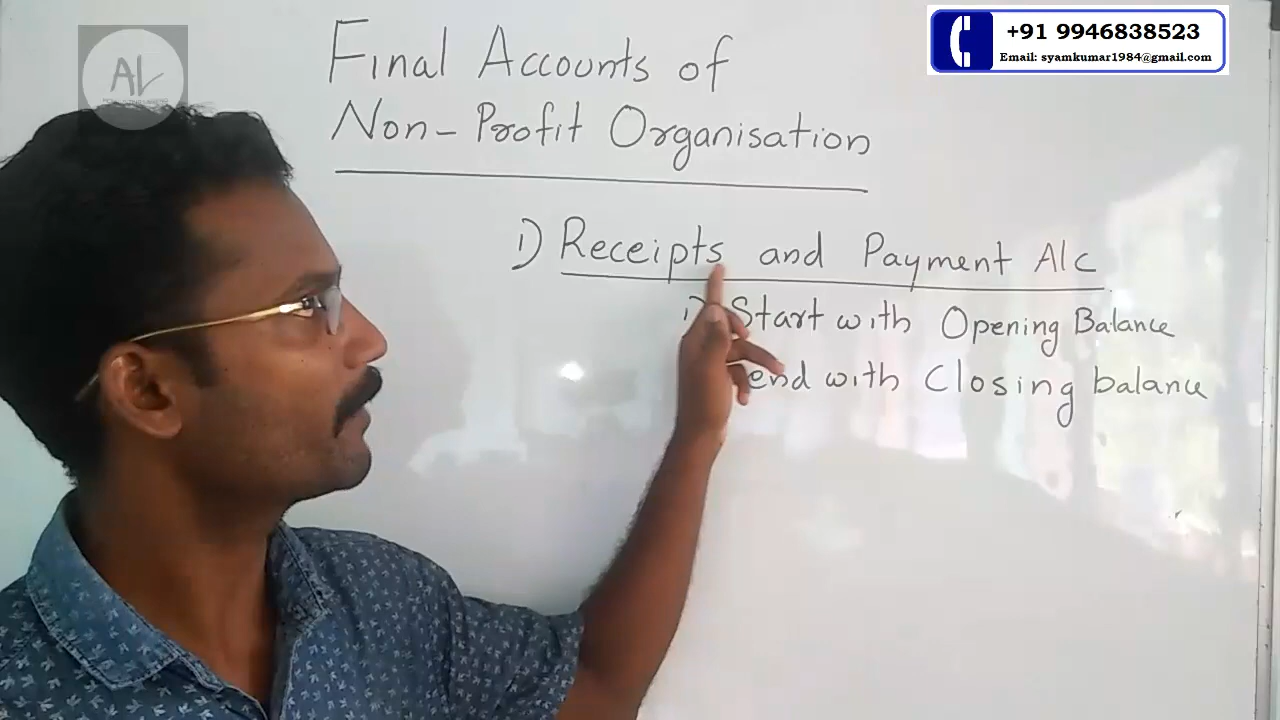 Final Accounts of
Non-Profit Organisation
1) Receipts and Payment A/c
1) Start with Opening Balance
end with Closing balance
+91 9946838523
Email: syamkumar1984@gmail.com
AL